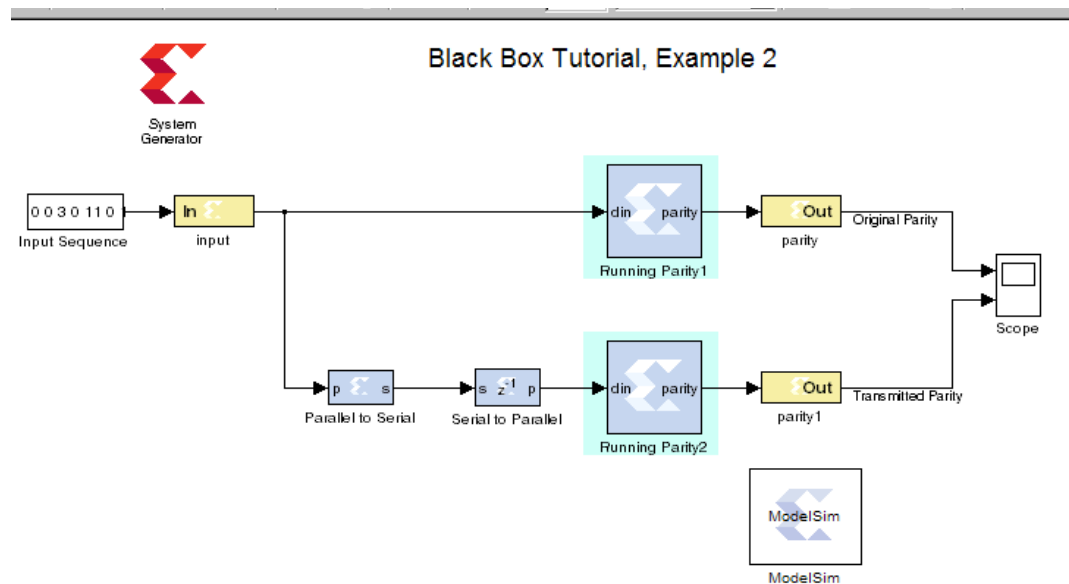 Black Box Tutorial, Example 2
System
Generator
0 0 3 0 11 0
Input Sequence
In
input
din parity
Running Parity1
Out
parity
Original Parity
Scope
p s
Parallel to Serial
s z-1 p
Serial to Parallel
din parity
Running Parity2
Out
parity1
Transmitted Parity
ModelSim
ModelSim